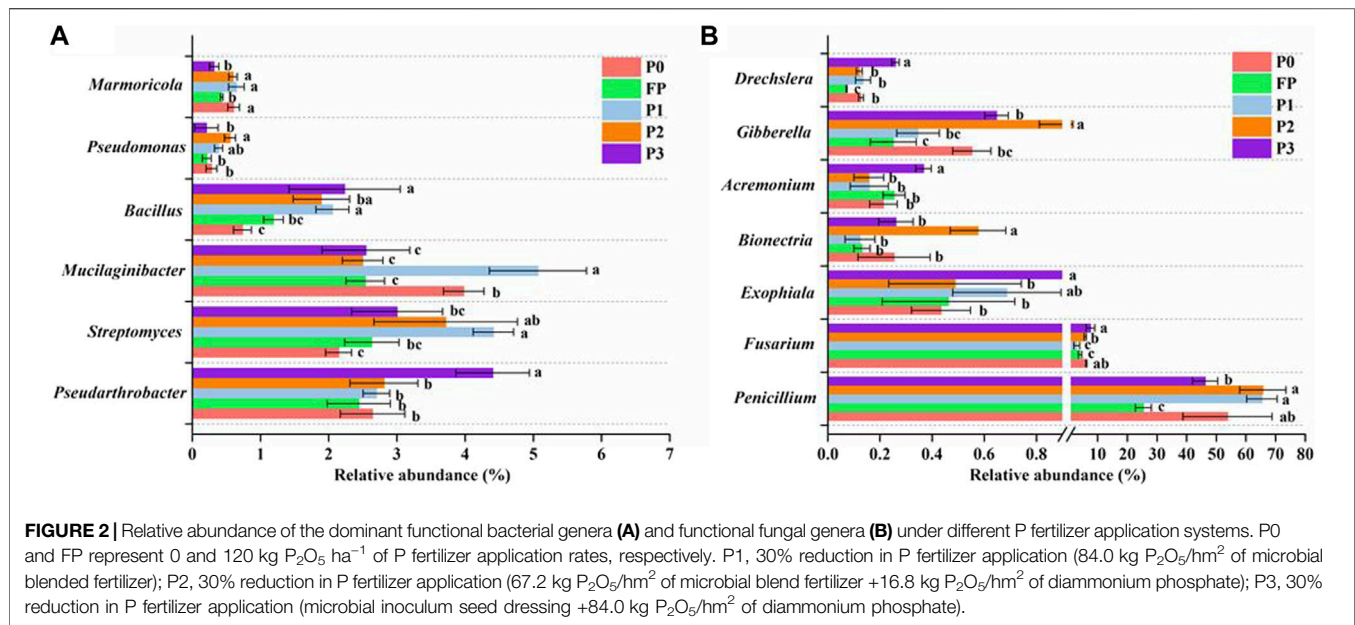 A
Marmoricola
Pseudomonas
Bacillus
Mucilaginibacter
Streptomyces
Pseudarthrobacter
b
a
a
b
a
b
a
ab
b
b
a
ba
a
bc
c
c
c
a
c
b
bc
ab
a
bc
c
a
b
b
b
b
P0
FP
P1
P2
P3
0 1 2 3 4 5 6 7
Relative abundance (%)
B
Drechslera
Gibberella
Acremonium
Bionectria
Exophiala
Fusarium
Penicillium
a
b
b
c
b
b
a
bc
c
bc
a
b
b
b
b
b
a
b
b
b
a
b
ab
b
b
a
b
c
c
ab
b
a
a
c
ab
P0
FP
P1
P2
P3
0.0 0.2 0.4 0.6 0.8 10 20 30 40 50 60 70 80
Relative abundance (%)
FIGURE 2 | Relative abundance of the dominant functional bacterial genera (A) and functional fungal genera (B) under different P fertilizer application systems. P0
and FP represent 0 and 120 kg P₂O₅ ha⁻¹ of P fertilizer application rates, respectively. P1, 30% reduction in P fertilizer application (84.0 kg P₂O₅/hm² of microbial
blended fertilizer); P2, 30% reduction in P fertilizer application (67.2 kg P₂O₅/hm² of microbial blend fertilizer +16.8 kg P₂O₅/hm² of diammonium phosphate); P3, 30%
reduction in P fertilizer application (microbial inoculum seed dressing +84.0 kg P₂O₅/hm² of diammonium phosphate).